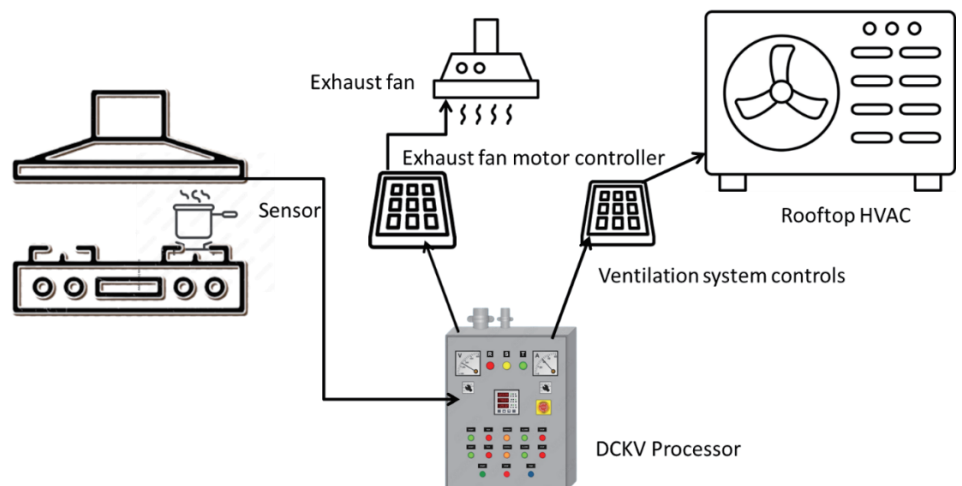 Exhaust fan
Exhaust fan motor controller
Sensor
Rooftop HVAC
Ventilation system controls
V
R
S
T
A
DCKV Processor